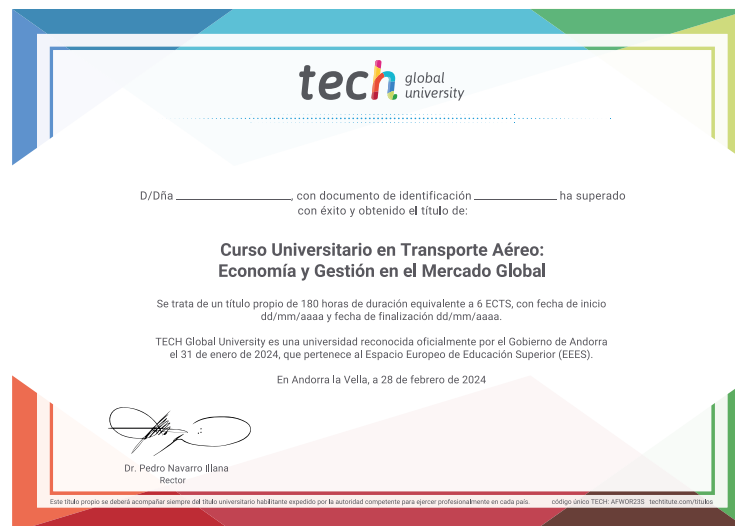 tech global university
D/Dña ____________, con documento de identificación ____________ ha superado
con éxito y obtenido el título de:
Curso Universitario en Transporte Aéreo:
Economía y Gestión en el Mercado Global
Se trata de un título propio de 180 horas de duración equivalente a 6 ECTS, con fecha de inicio
dd/mm/aaaa y fecha de finalización dd/mm/aaaa.
TECH Global University es una universidad reconocida oficialmente por el Gobierno de Andorra
el 31 de enero de 2024, que pertenece al Espacio Europeo de Educación Superior (EEES).
En Andorra la Vella, a 28 de febrero de 2024
Dr. Pedro Navarro Illana
Rector
Este título propio se deberá acompañar siempre del título universitario habilitante expedido por la autoridad competente para ejercer profesionalmente en cada país. código único TECH: AFWOR23S techtitute.com/titulos